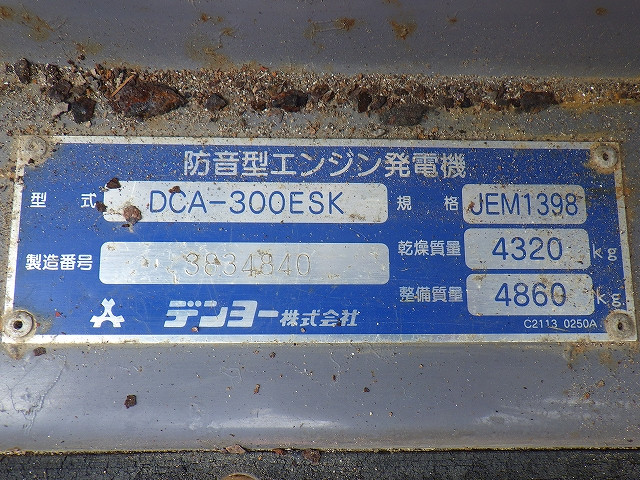 防音型エンジン発電機
型式 DCA-300ESK 規格 JEM1398
製造番号 3834840 乾燥質量 4320 kg
整備質量 4860 kg
デンヨー株式会社
C2113 0250A